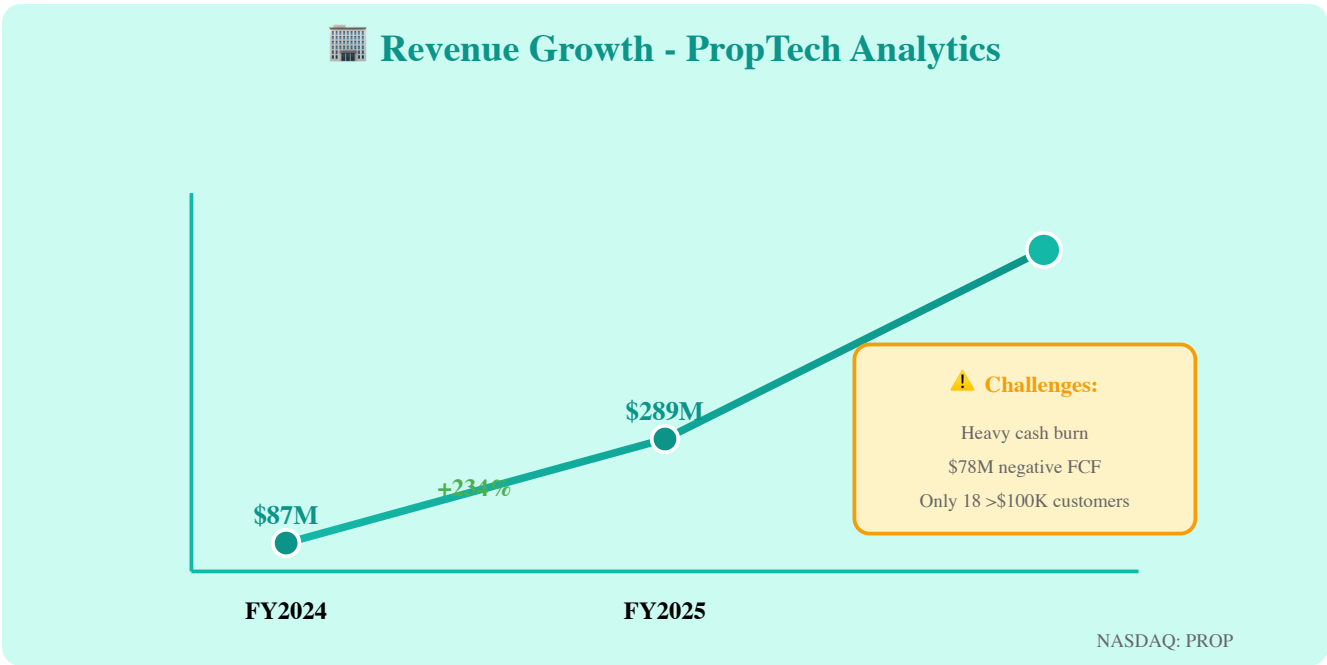 🏢 Revenue Growth - PropTech Analytics
$289M
+234%
$87M
⚠️ Challenges:
Heavy cash burn
$78M negative FCF
Only 18 >$100K customers
FY2024
FY2025
NASDAQ: PROP